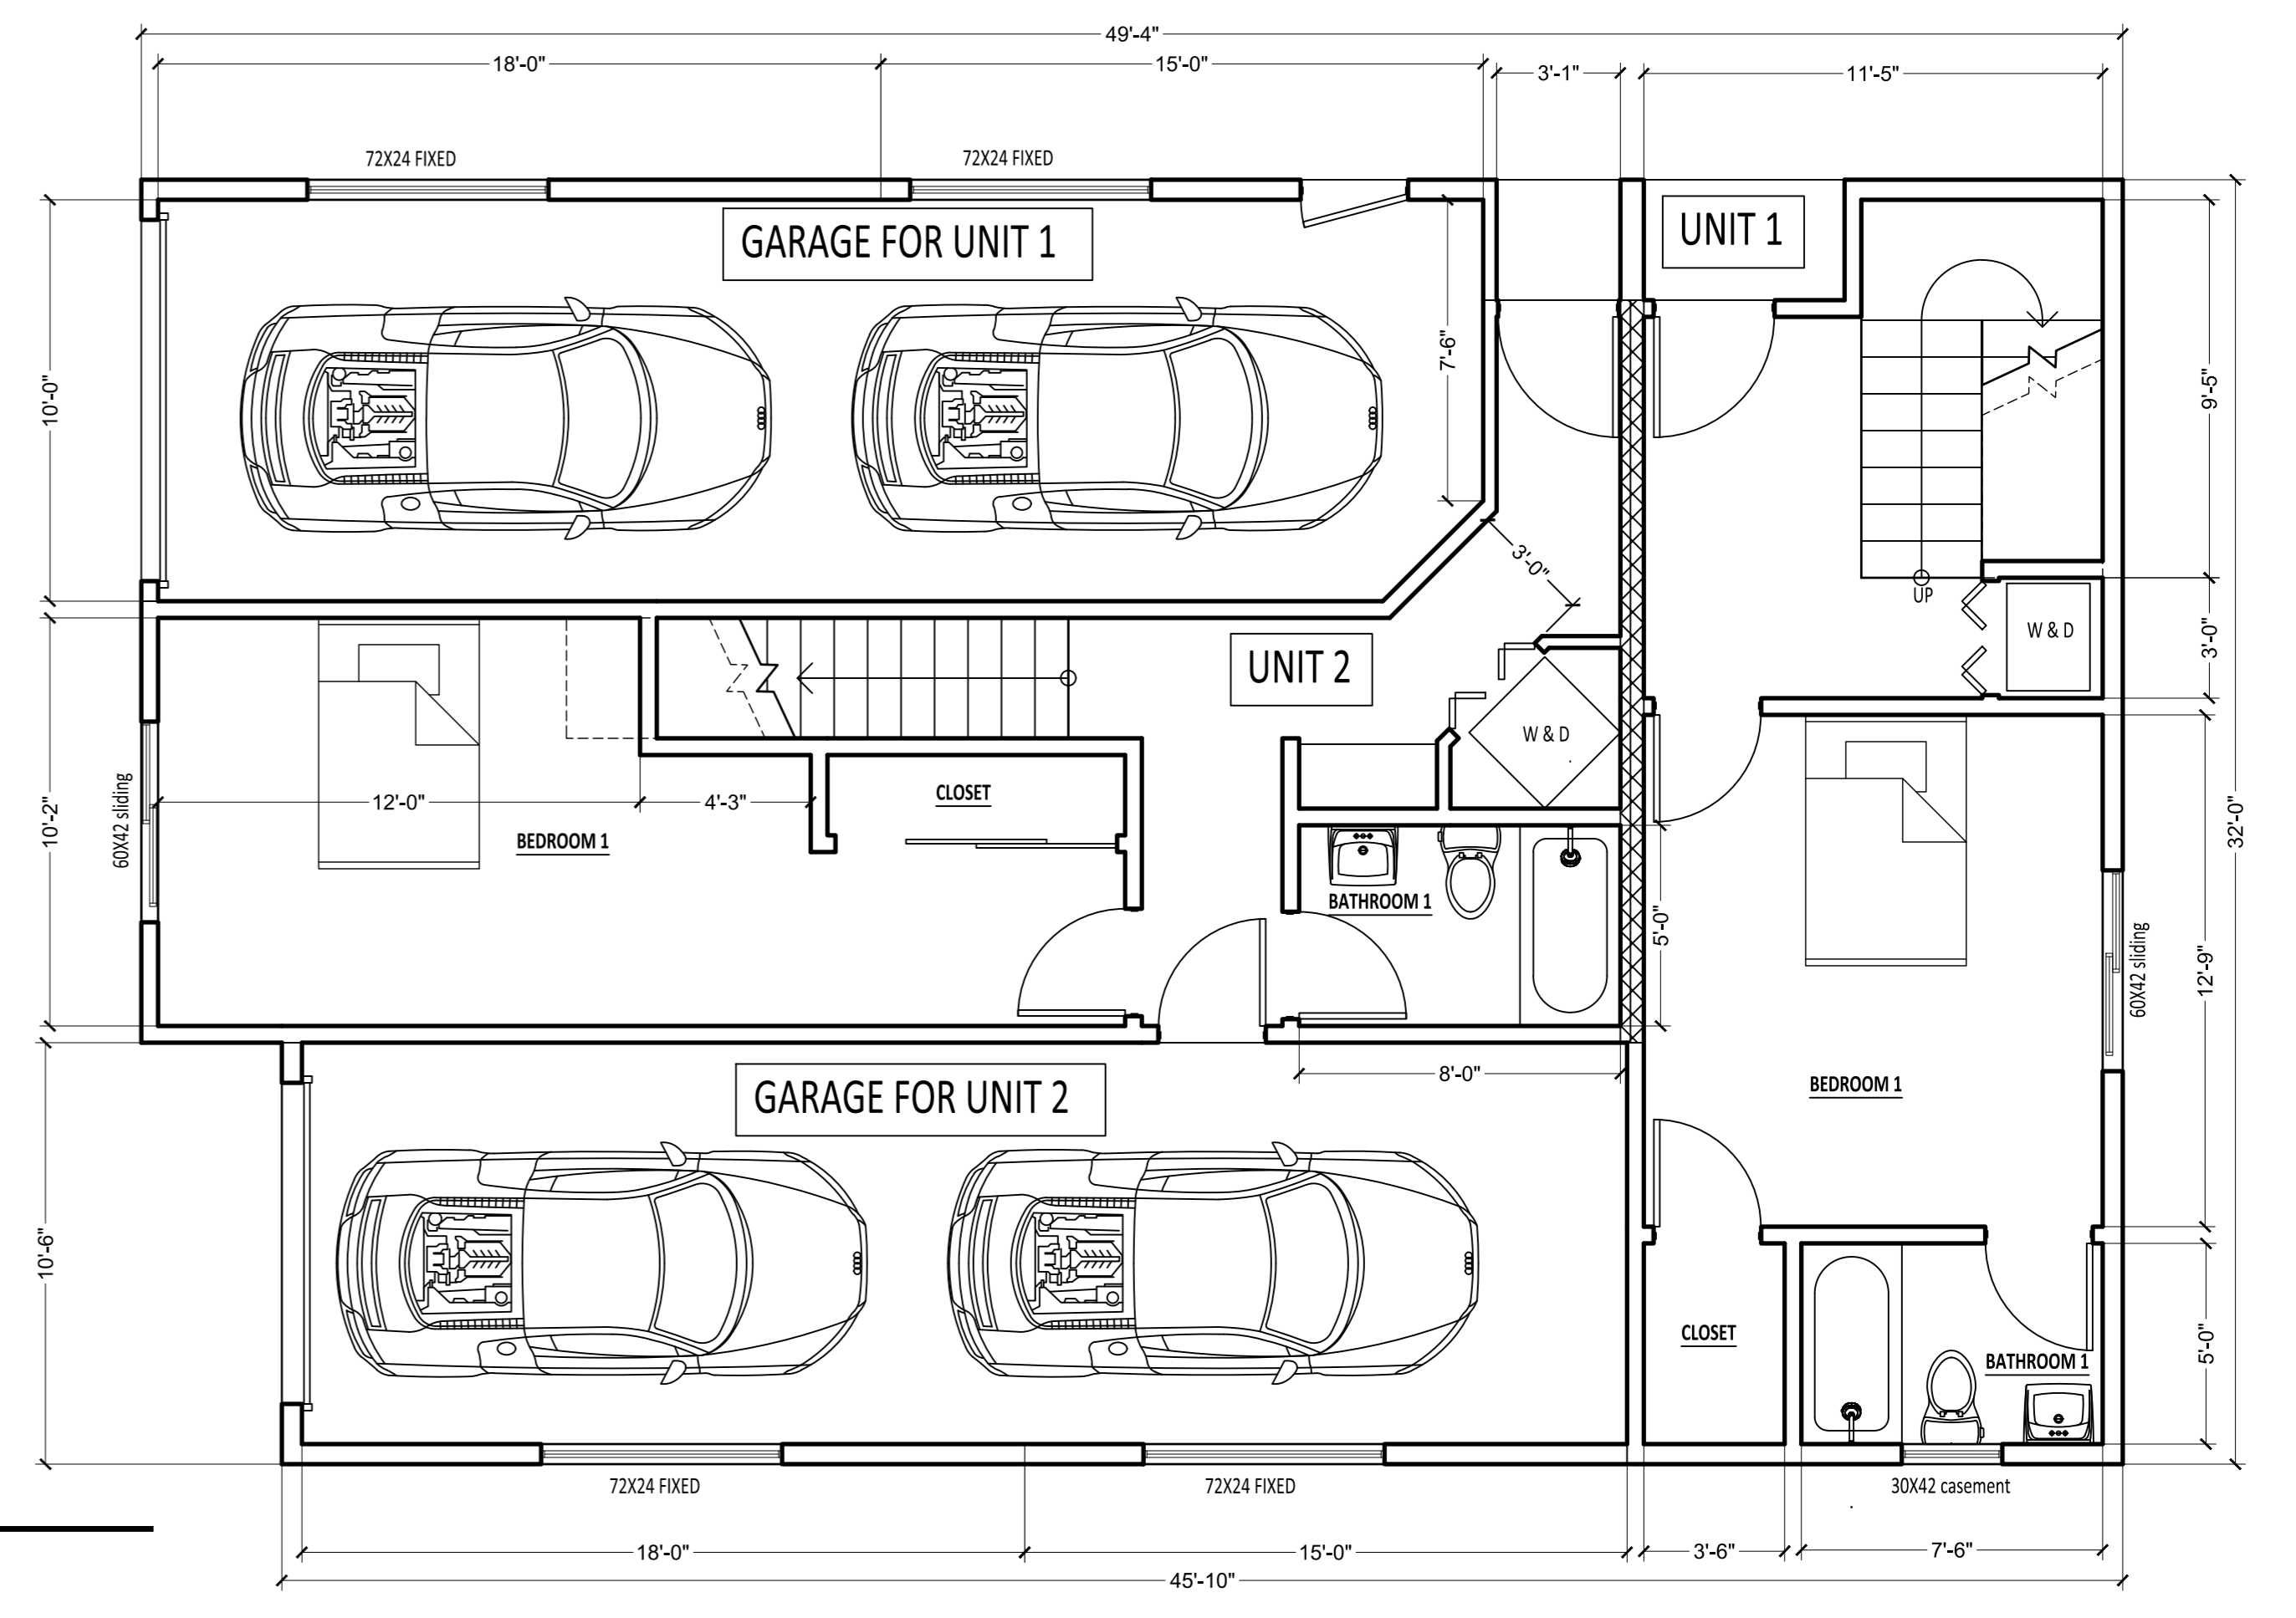 49'-4"
18'-0"
15'-0"
3'-1"
11'-5"
72X24 FIXED
72X24 FIXED
GARAGE FOR UNIT 1
UNIT 1
10'-0"
7'-6"
9'-5"
3'-0"
UP
W & D
3'-0"
UNIT 2
W & D
60X42 sliding
10'-2"
12'-0"
4'-3"
CLOSET
BEDROOM 1
32'-0"
BATHROOM 1
5'-0"
60X42 sliding
12'-9"
8'-0"
BEDROOM 1
GARAGE FOR UNIT 2
10'-6"
CLOSET
BATHROOM 1
5'-0"
72X24 FIXED
72X24 FIXED
30X42 casement
18'-0"
15'-0"
3'-6"
7'-6"
45'-10"